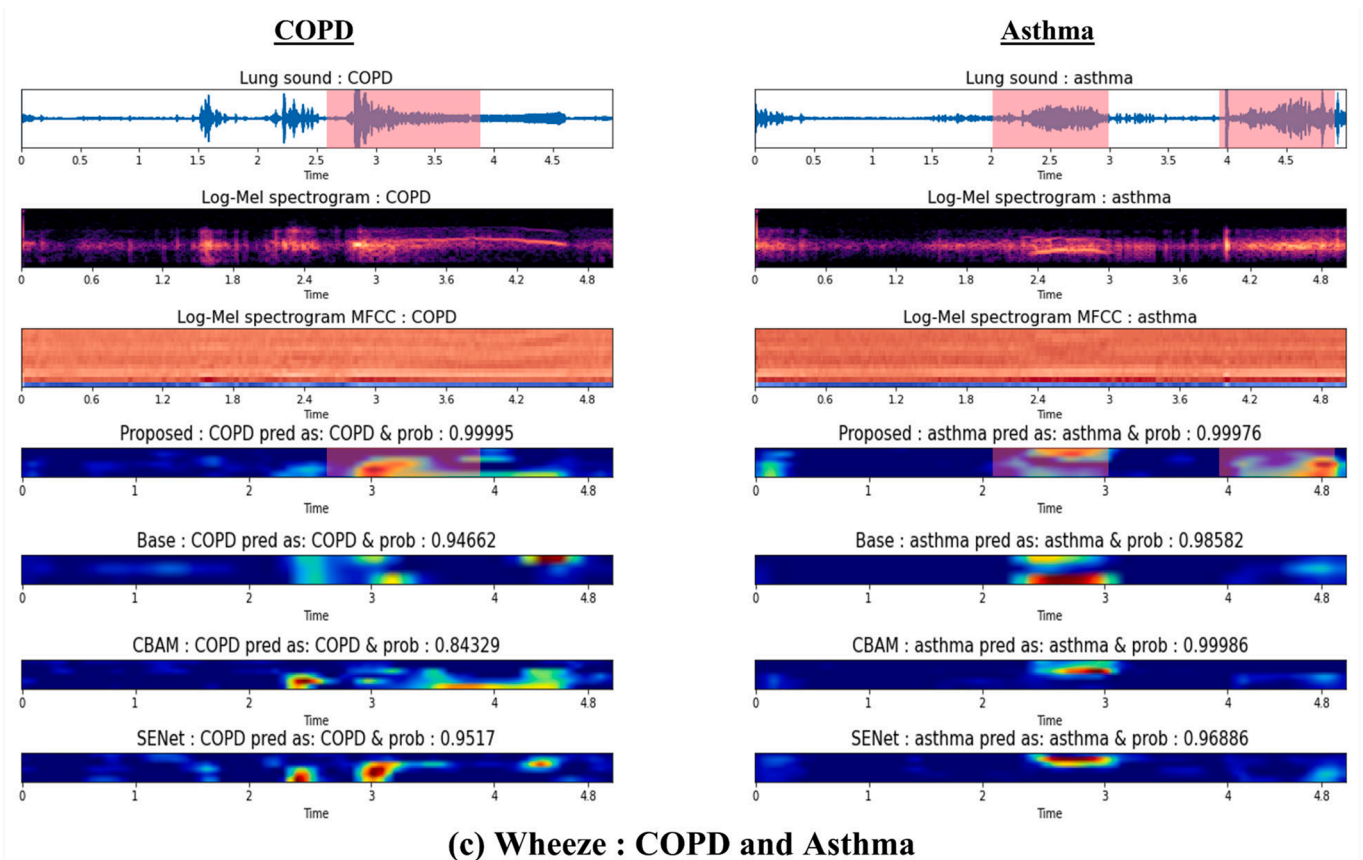 COPD
Lung sound : COPD
0 0.5 1 1.5 2 2.5 3 3.5 4 4.5
Time
Log-Mel spectrogram : COPD
0 0.6 1.2 1.8 2.4 3 3.6 4.2 4.8
Time
Log-Mel spectrogram MFCC : COPD
0 0.6 1.2 1.8 2.4 3 3.6 4.2 4.8
Time
Proposed : COPD pred as: COPD & prob : 0.99995
0 1 2 3 4 4.8
Time
Base : COPD pred as: COPD & prob : 0.94662
0 1 2 3 4 4.8
Time
CBAM : COPD pred as: COPD & prob : 0.84329
0 1 2 3 4 4.8
Time
SENet : COPD pred as: COPD & prob : 0.9517
0 1 2 3 4 4.8
Time
Asthma
Lung sound : asthma
0 0.5 1 1.5 2 2.5 3 3.5 4 4.5
Time
Log-Mel spectrogram : asthma
0 0.6 1.2 1.8 2.4 3 3.6 4.2 4.8
Time
Log-Mel spectrogram MFCC : asthma
0 0.6 1.2 1.8 2.4 3 3.6 4.2 4.8
Time
Proposed : asthma pred as: asthma & prob : 0.99976
0 1 2 3 4 4.8
Time
Base : asthma pred as: asthma & prob : 0.98582
0 1 2 3 4 4.8
Time
CBAM : asthma pred as: asthma & prob : 0.99986
0 1 2 3 4 4.8
Time
SENet : asthma pred as: asthma & prob : 0.96886
0 1 2 3 4 4.8
Time
(c) Wheeze : COPD and Asthma